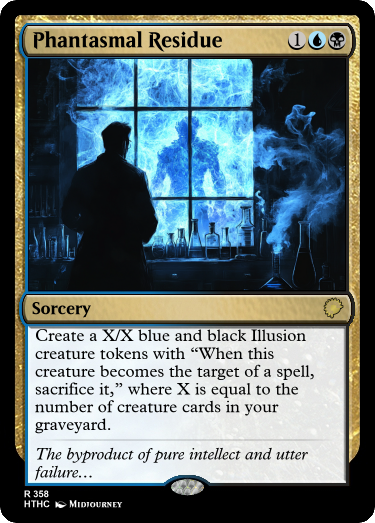 Phantasmal Residue 1
Sorcery
Create a X/X blue and black Illusion
creature tokens with “When this
creature becomes the target of a spell,
sacrifice it,” where X is equal to the
number of creature cards in your
graveyard.
The byproduct of pure intellect and utter
failure…
R 358
HTHC Midjourney